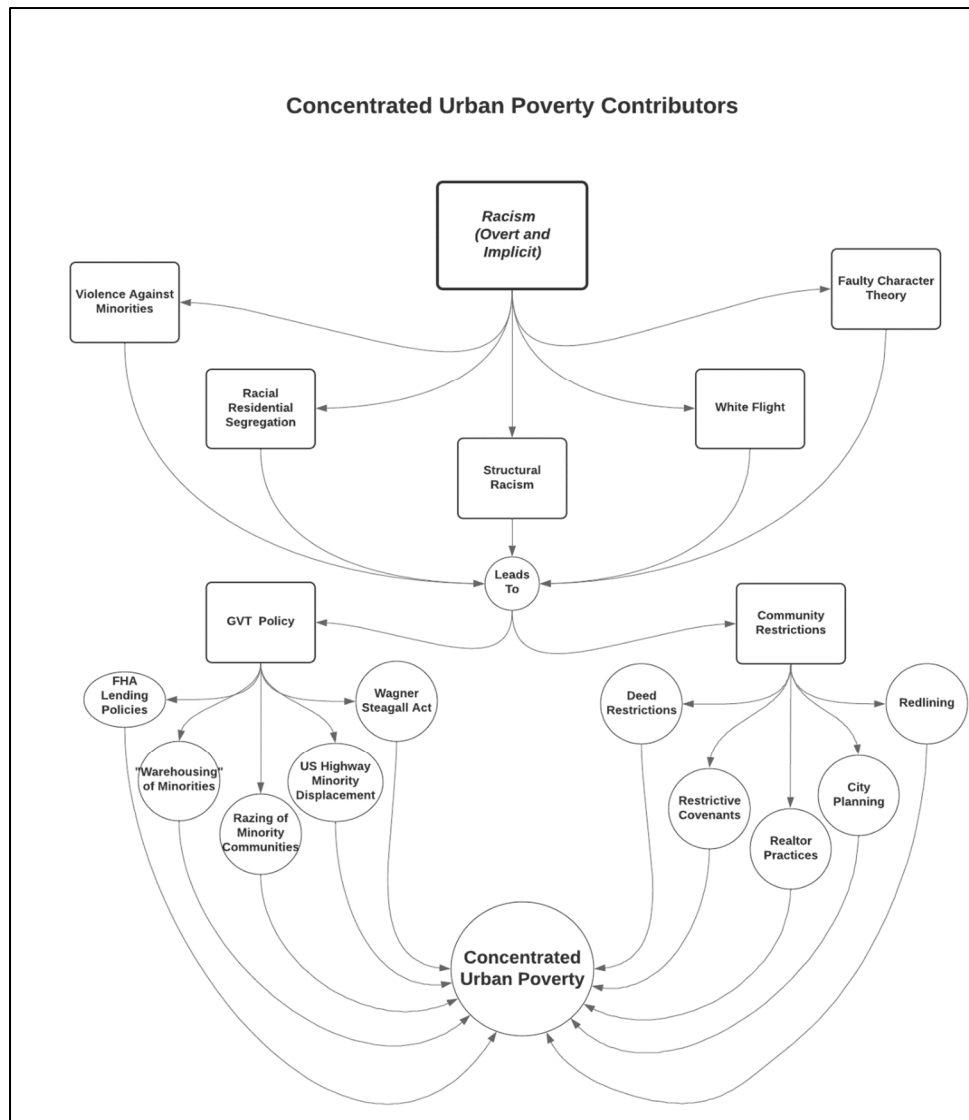 Concentrated Urban Poverty Contributors
Racism
(Overt and
Implicit)
Violence Against
Minorities
Faulty Character
Theory
Racial
Residential
Segregation
White Flight
Structural
Racism
Leads
To
GVT Policy
Community
Restrictions
FHA
Lending
Policies
Wagner
Steagall Act
"Warehousing"
of Minorities
US Highway
Minority
Displacement
Razing of
Minority
Communities
Deed
Restrictions
Redlining
Restrictive
Covenants
City
Planning
Realtor
Practices
Concentrated
Urban Poverty